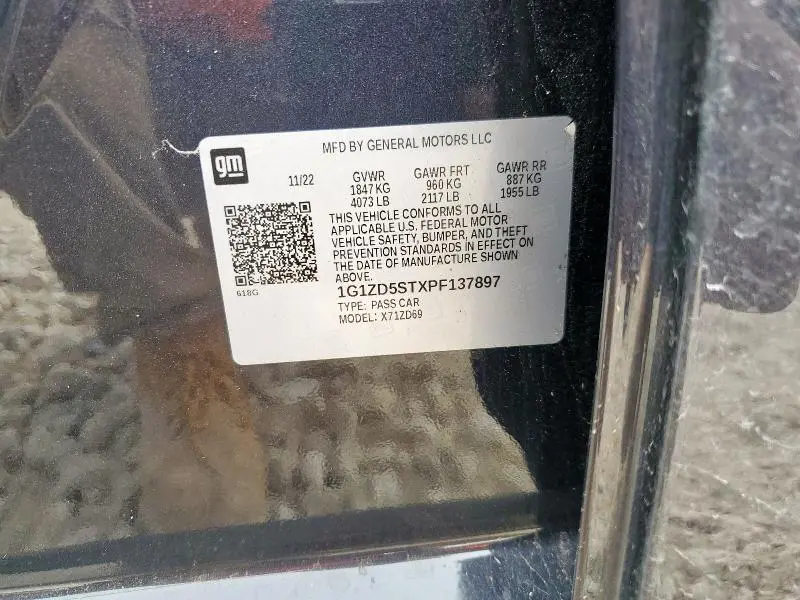 MFD BY GENERAL MOTORS LLC
gm
11/22 GVWR GAWR FRT GAWR RR
1847 KG 960 KG 887 KG
4073 LB 2117 LB 1955 LB
THIS VEHICLE CONFORMS TO ALL
APPLICABLE U.S. FEDERAL MOTOR
VEHICLE SAFETY, BUMPER, AND THEFT
PREVENTION STANDARDS IN EFFECT ON
THE DATE OF MANUFACTURE SHOWN
ABOVE.
618G
1G1ZD5STXPF137897
TYPE: PASS CAR
MODEL: X71ZD69